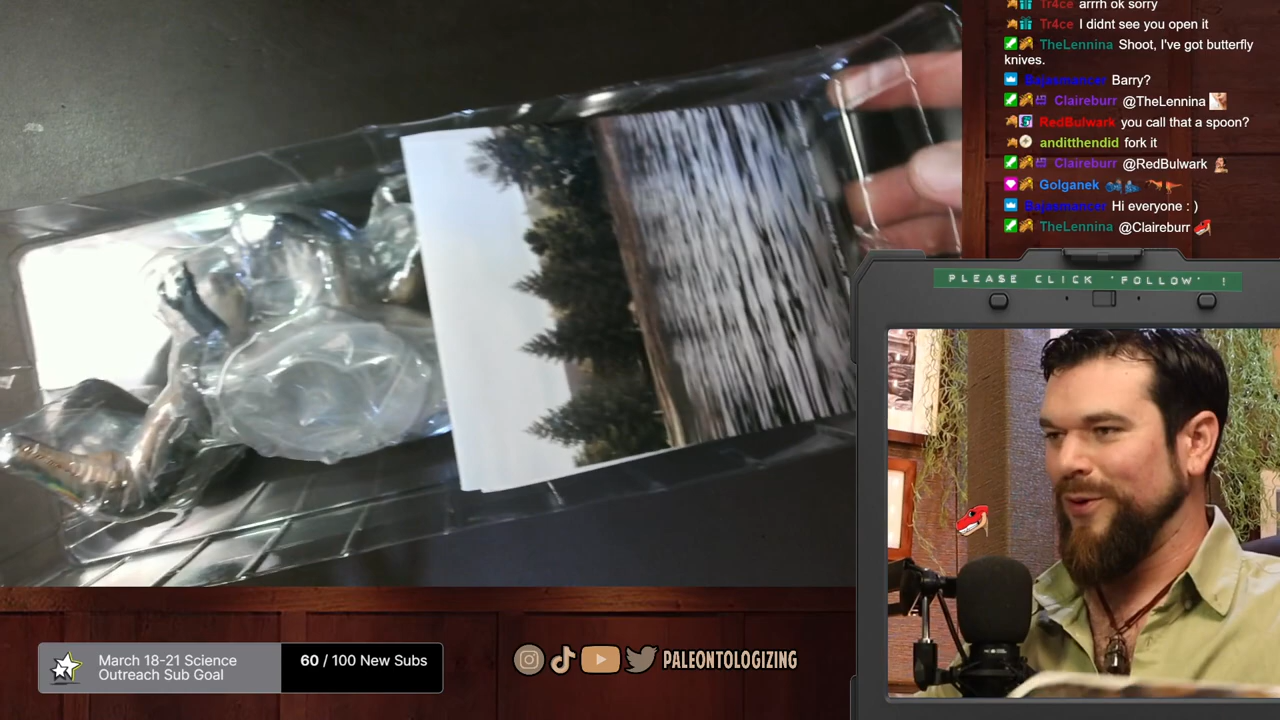 Tr4ce arrrh ok sorry
Tr4ce I didnt see you open it
TheLennina Shoot, I've got butterfly
knives.
Bajasmancer Barry?
Claireburr @TheLennina
RedBulwark you call that a spoon?
anditthendid fork it
Claireburr @RedBulwark
Golganek
Bajasmancer Hi everyone : )
TheLennina @Claireburr
PLEASE CLICK 'FOLLOW' !
March 18-21 Science
Outreach Sub Goal
60 / 100 New Subs
PALEONTOLOGIZING